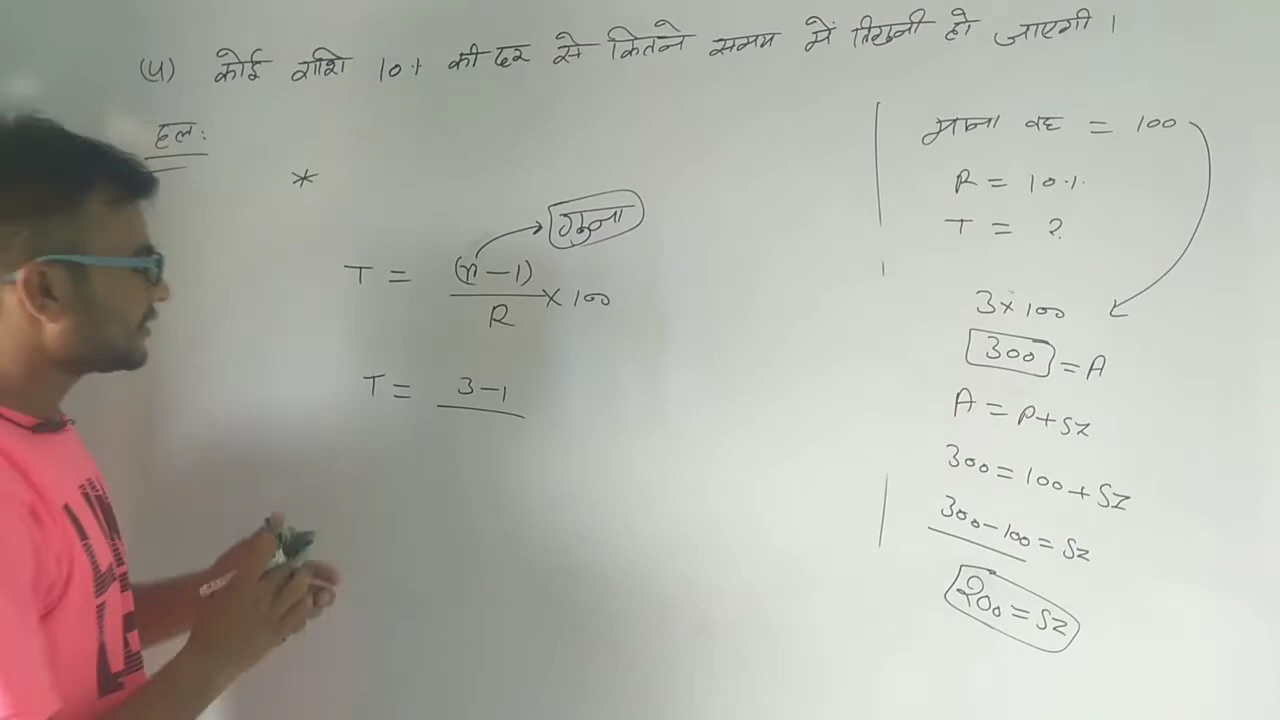 (4) कोई राशि 10% की दर से कितने समय में तिगुनी हो जाएगी।
हल:
*
गुना
T = (n-1)/R × 100
T = 3-1
माना वह = 100
R = 10%
T = ?
3×100
300 = A
A = P+SI
300 = 100 + SI
300-100 = SI
200 = SI